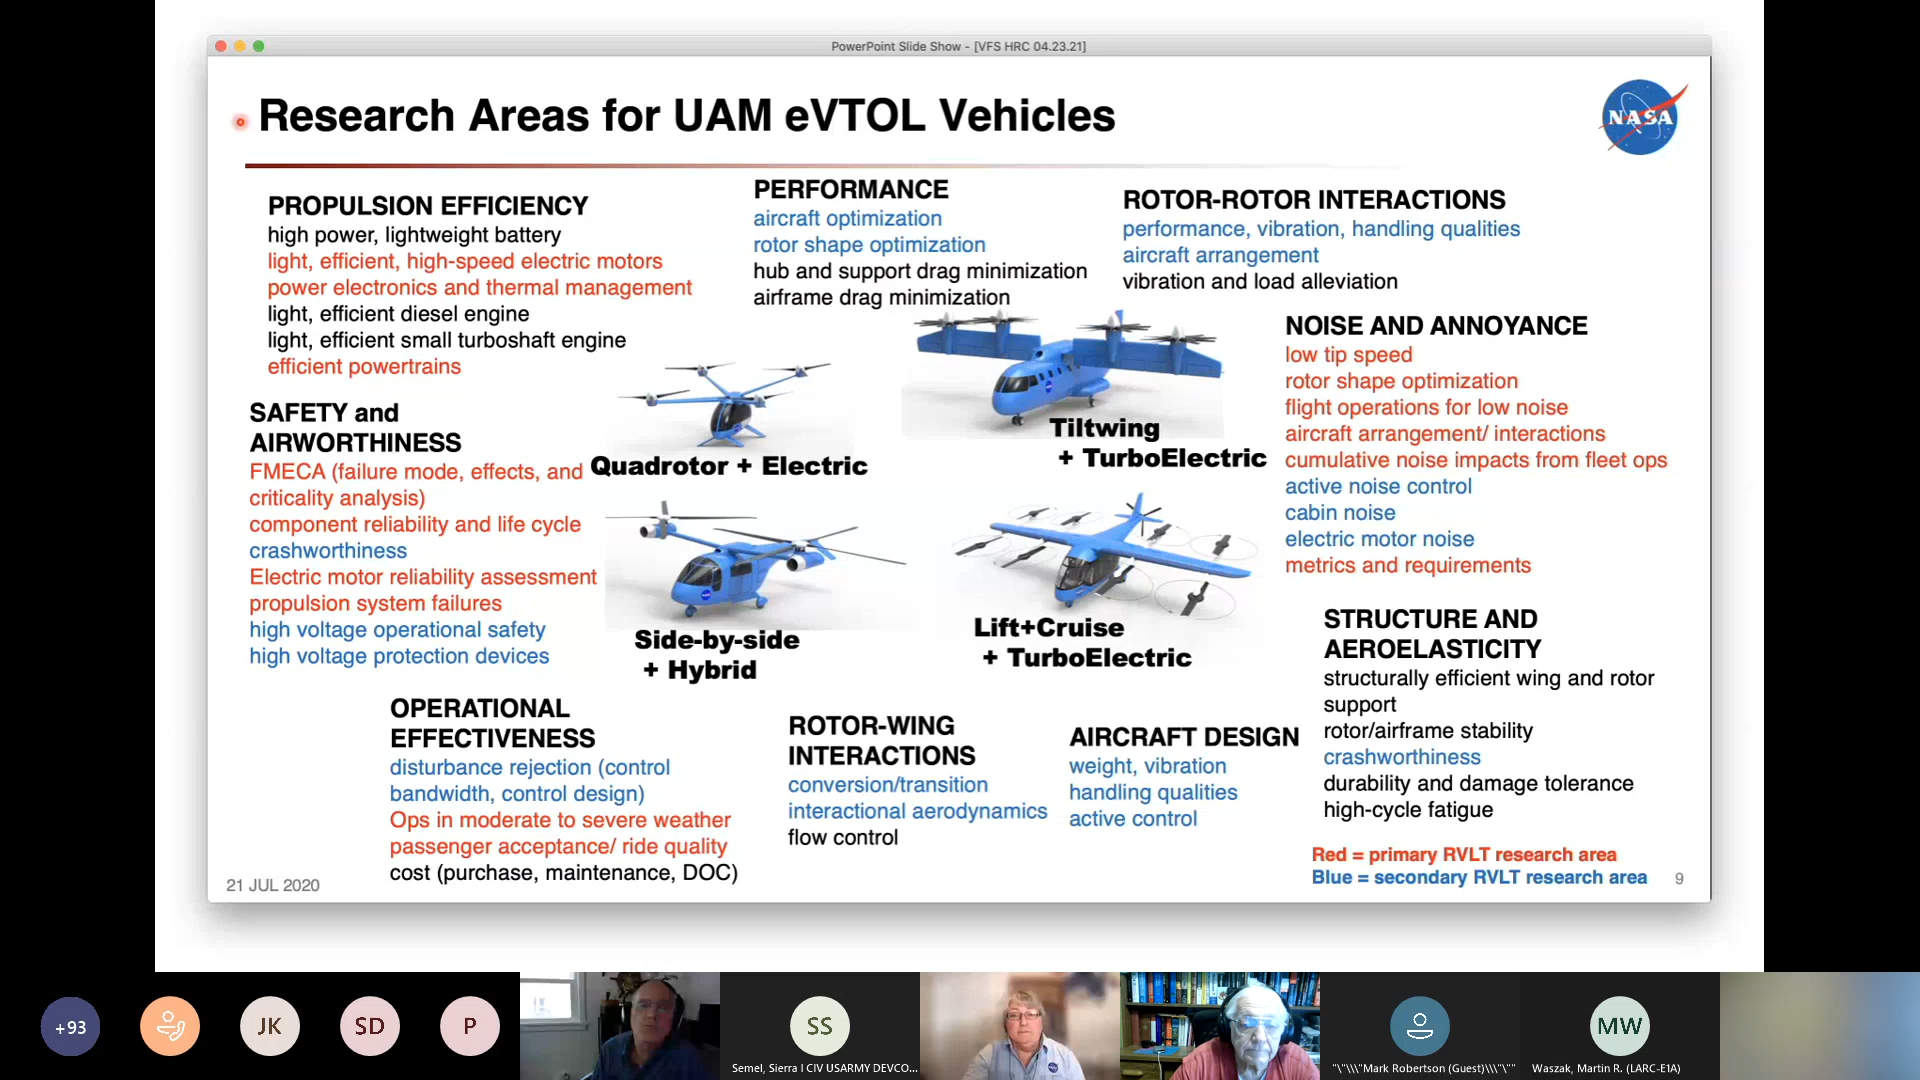 PowerPoint Slide Show - [VFS HRC 04.23.21]
Research Areas for UAM eVTOL Vehicles
NASA
PROPULSION EFFICIENCY
high power, lightweight battery
light, efficient, high-speed electric motors
power electronics and thermal management
light, efficient diesel engine
light, efficient small turboshaft engine
efficient powertrains
PERFORMANCE
aircraft optimization
rotor shape optimization
hub and support drag minimization
airframe drag minimization
ROTOR-ROTOR INTERACTIONS
performance, vibration, handling qualities
aircraft arrangement
vibration and load alleviation
NOISE AND ANNOYANCE
low tip speed
rotor shape optimization
flight operations for low noise
aircraft arrangement/ interactions
cumulative noise impacts from fleet ops
active noise control
cabin noise
electric motor noise
metrics and requirements
SAFETY and
AIRWORTHINESS
FMECA (failure mode, effects, and
criticality analysis)
component reliability and life cycle
crashworthiness
Electric motor reliability assessment
propulsion system failures
high voltage operational safety
high voltage protection devices
Quadrotor + Electric
Tiltwing
+ TurboElectric
Side-by-side
+ Hybrid
Lift+Cruise
+ TurboElectric
STRUCTURE AND
AEROELASTICITY
structurally efficient wing and rotor
support
rotor/airframe stability
crashworthiness
durability and damage tolerance
high-cycle fatigue
OPERATIONAL
EFFECTIVENESS
disturbance rejection (control
bandwidth, control design)
Ops in moderate to severe weather
passenger acceptance/ ride quality
cost (purchase, maintenance, DOC)
ROTOR-WING
INTERACTIONS
conversion/transition
interactional aerodynamics
flow control
AIRCRAFT DESIGN
weight, vibration
handling qualities
active control
Red = primary RVLT research area
Blue = secondary RVLT research area
21 JUL 2020
9
+93
JK
SD
P
SS
Semel, Sierra I CIV USARMY DEVCO...
"\"\\\"Mark Robertson (Guest)\\\"\""
MW
Waszak, Martin R. (LARC-E1A)